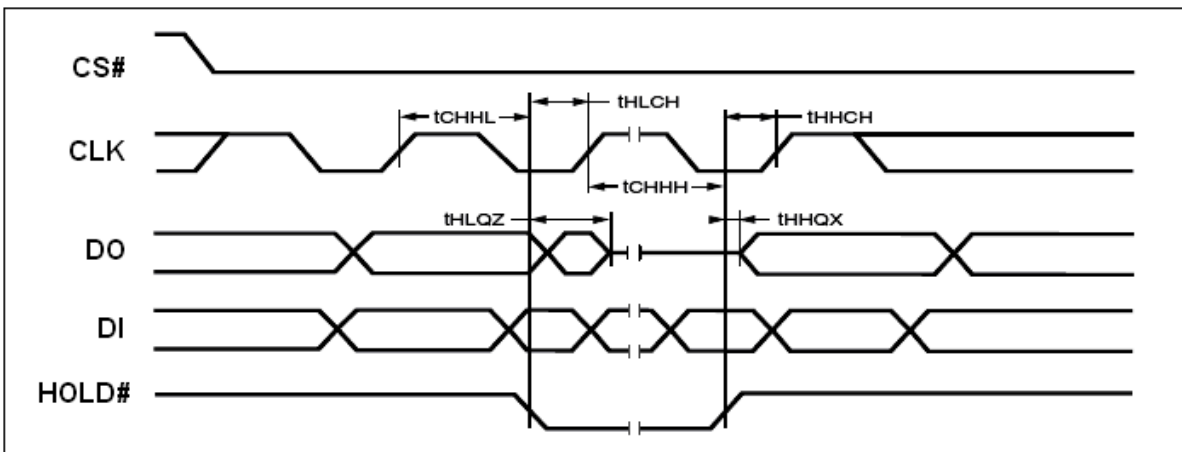 CS#
tCHHL
tHLCH
tHHCH
CLK
tCHHH
tHLQZ
tHHQX
DO
DI
HOLD#